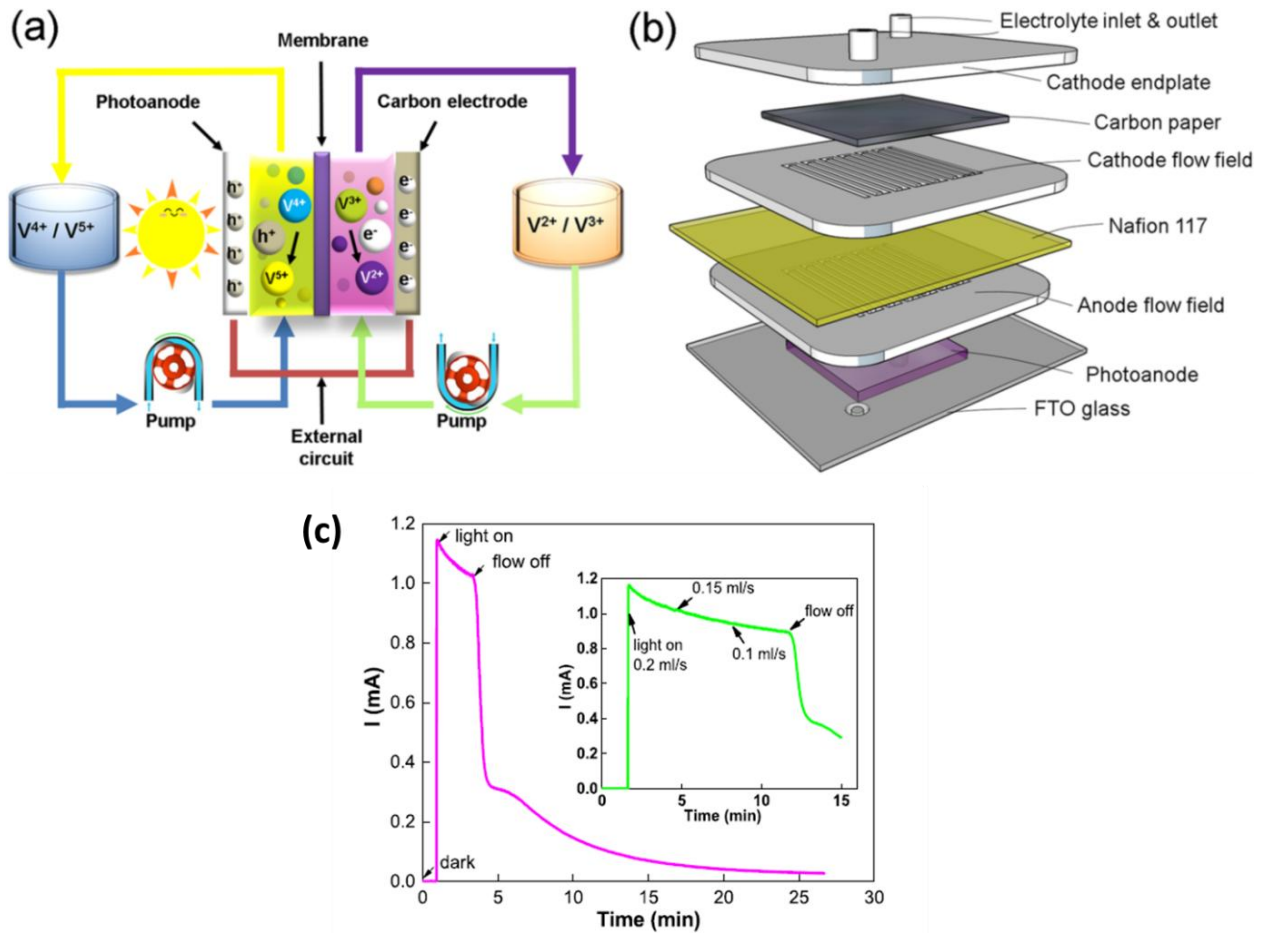 (a)
Membrane
Photoanode
Carbon electrode
h⁺
h⁺
h⁺
h⁺
V⁴⁺
h⁺
V⁵⁺
V³⁺
e⁻
V²⁺
e⁻
e⁻
e⁻
e⁻
V⁴⁺ / V⁵⁺
V²⁺ / V³⁺
Pump
Pump
External
circuit
(b)
Electrolyte inlet & outlet
Cathode endplate
Carbon paper
Cathode flow field
Nafion 117
Anode flow field
Photoanode
FTO glass
(c)
I (mA)
1.2
1.0
0.8
0.6
0.4
0.2
0.0
light on
flow off
dark
0 5 10 15 20 25 30
Time (min)
I (mA)
1.2
1.0
0.8
0.6
0.4
0.2
0.0
0.15 ml/s
flow off
light on
0.2 ml/s
0.1 ml/s
0 5 10 15
Time (min)